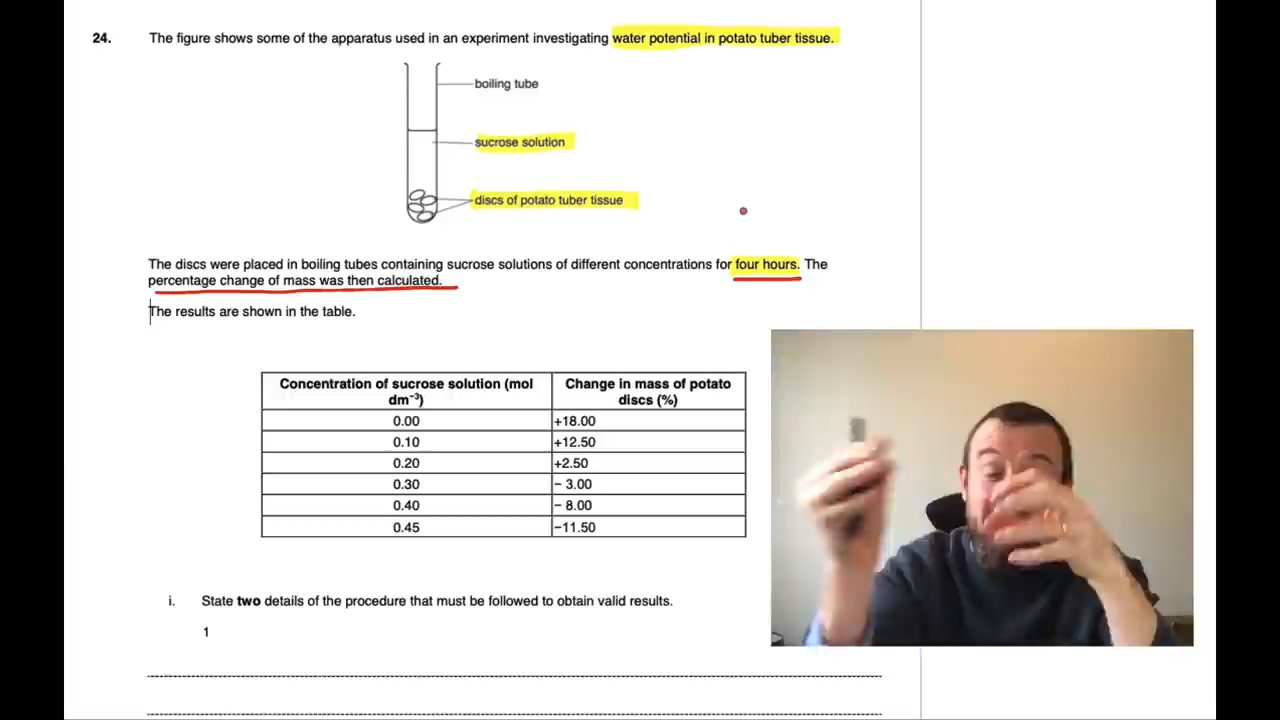 24. The figure shows some of the apparatus used in an experiment investigating water potential in potato tuber tissue.
boiling tube
sucrose solution
discs of potato tuber tissue
The discs were placed in boiling tubes containing sucrose solutions of different concentrations for four hours. The
percentage change of mass was then calculated.
The results are shown in the table.
Concentration of sucrose solution (mol dm⁻³) Change in mass of potato discs (%)
0.00 +18.00
0.10 +12.50
0.20 +2.50
0.30 − 3.00
0.40 − 8.00
0.45 −11.50
i. State two details of the procedure that must be followed to obtain valid results.
1